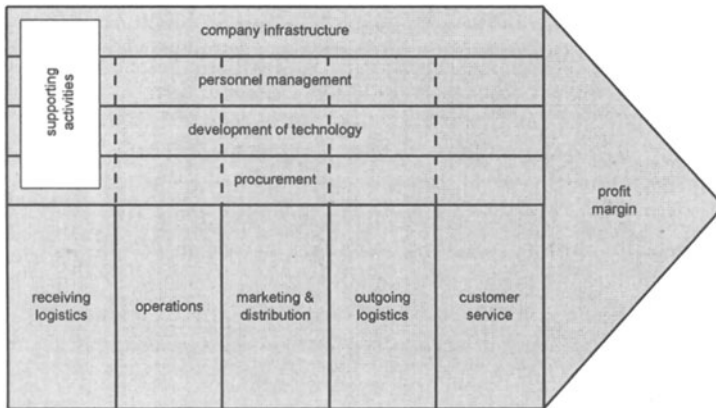 company infrastructure
supporting
activities
personnel management
development of technology
procurement
profit
margin
receiving
logistics
operations
marketing &
distribution
outgoing
logistics
customer
service